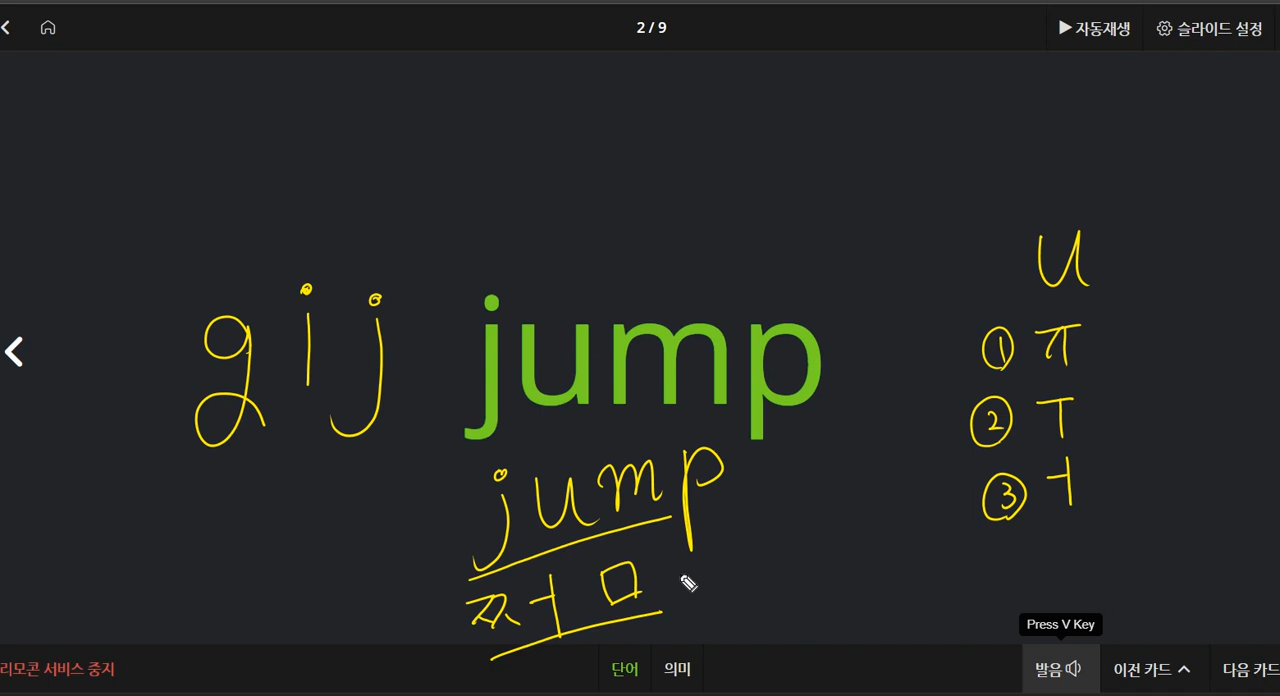 2 / 9
▶ 자동재생
슬라이드 설정
g i j
jump
u
① ㅠ
② ㅜ
③ ㅓ
jump
저 ㅁ
Press V Key
리모콘 서비스 중지
단어
의미
발음
이전 카드
다음 카드